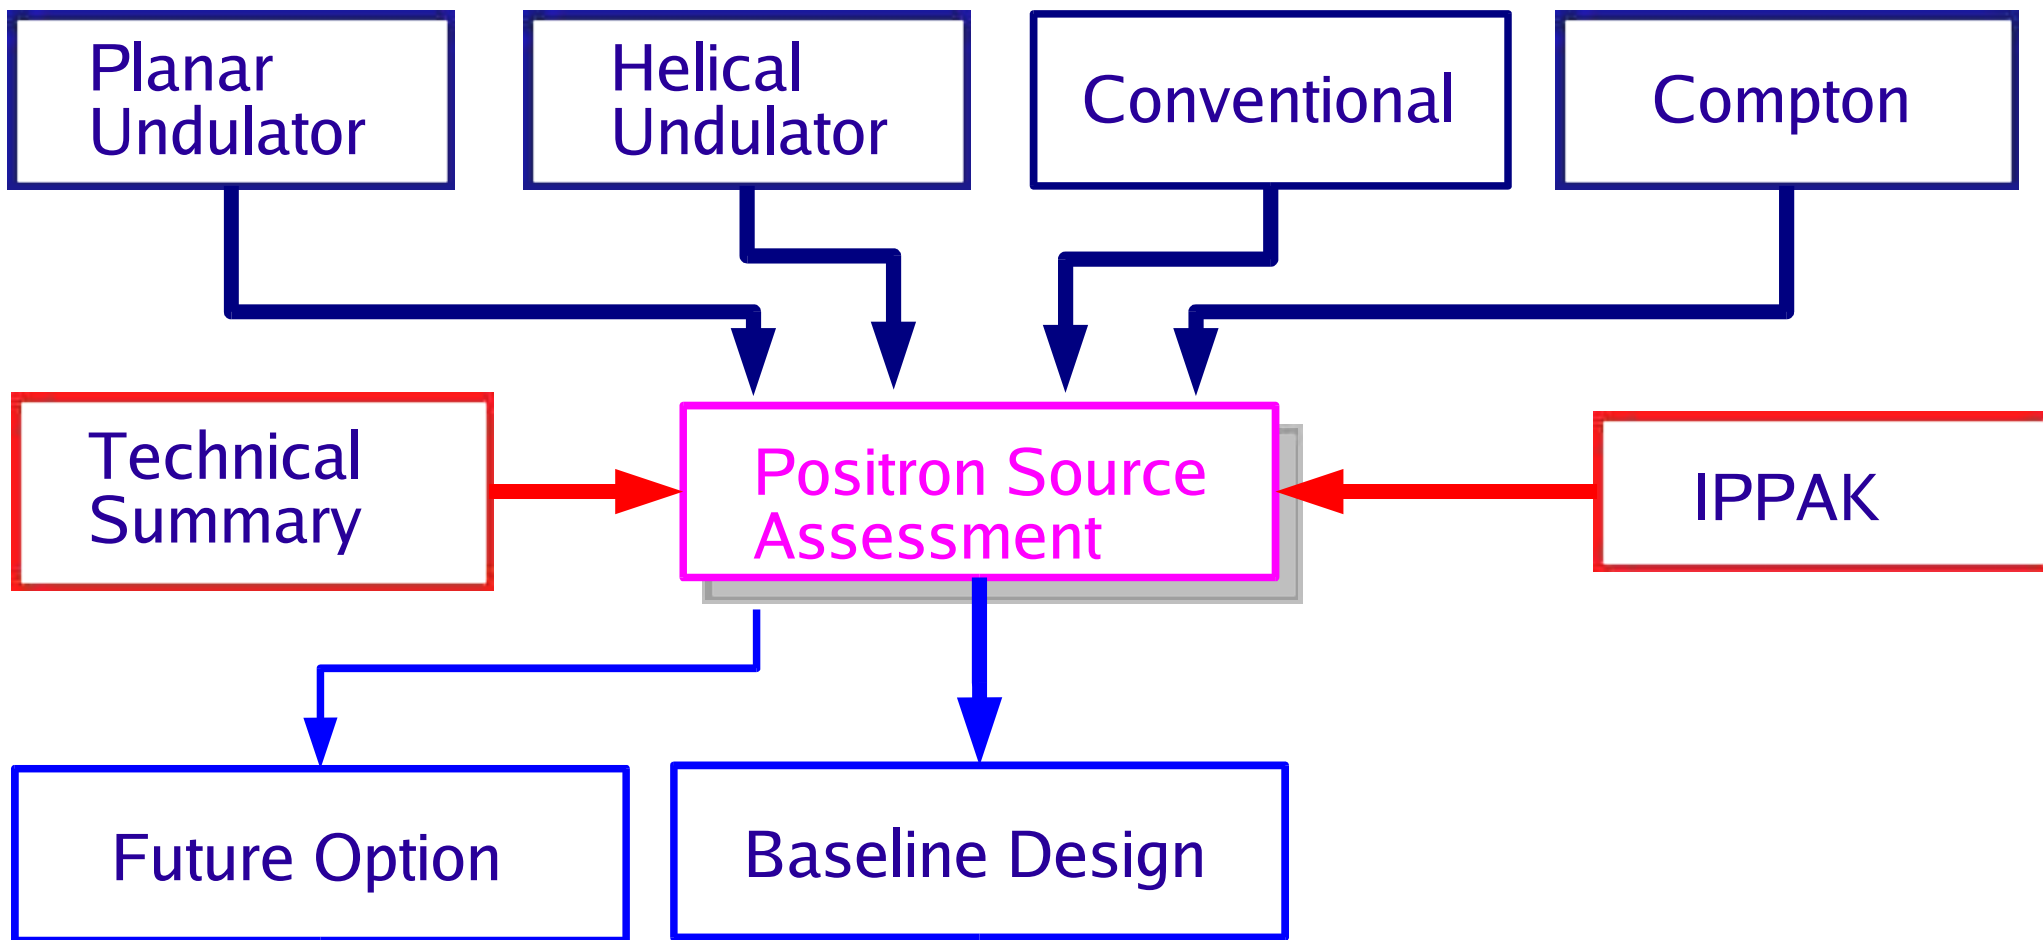 Planar
Undulator
Helical
Undulator
Conventional
Compton
Technical
Summary
Positron Source
Assessment
IPPAK
Future Option
Baseline Design